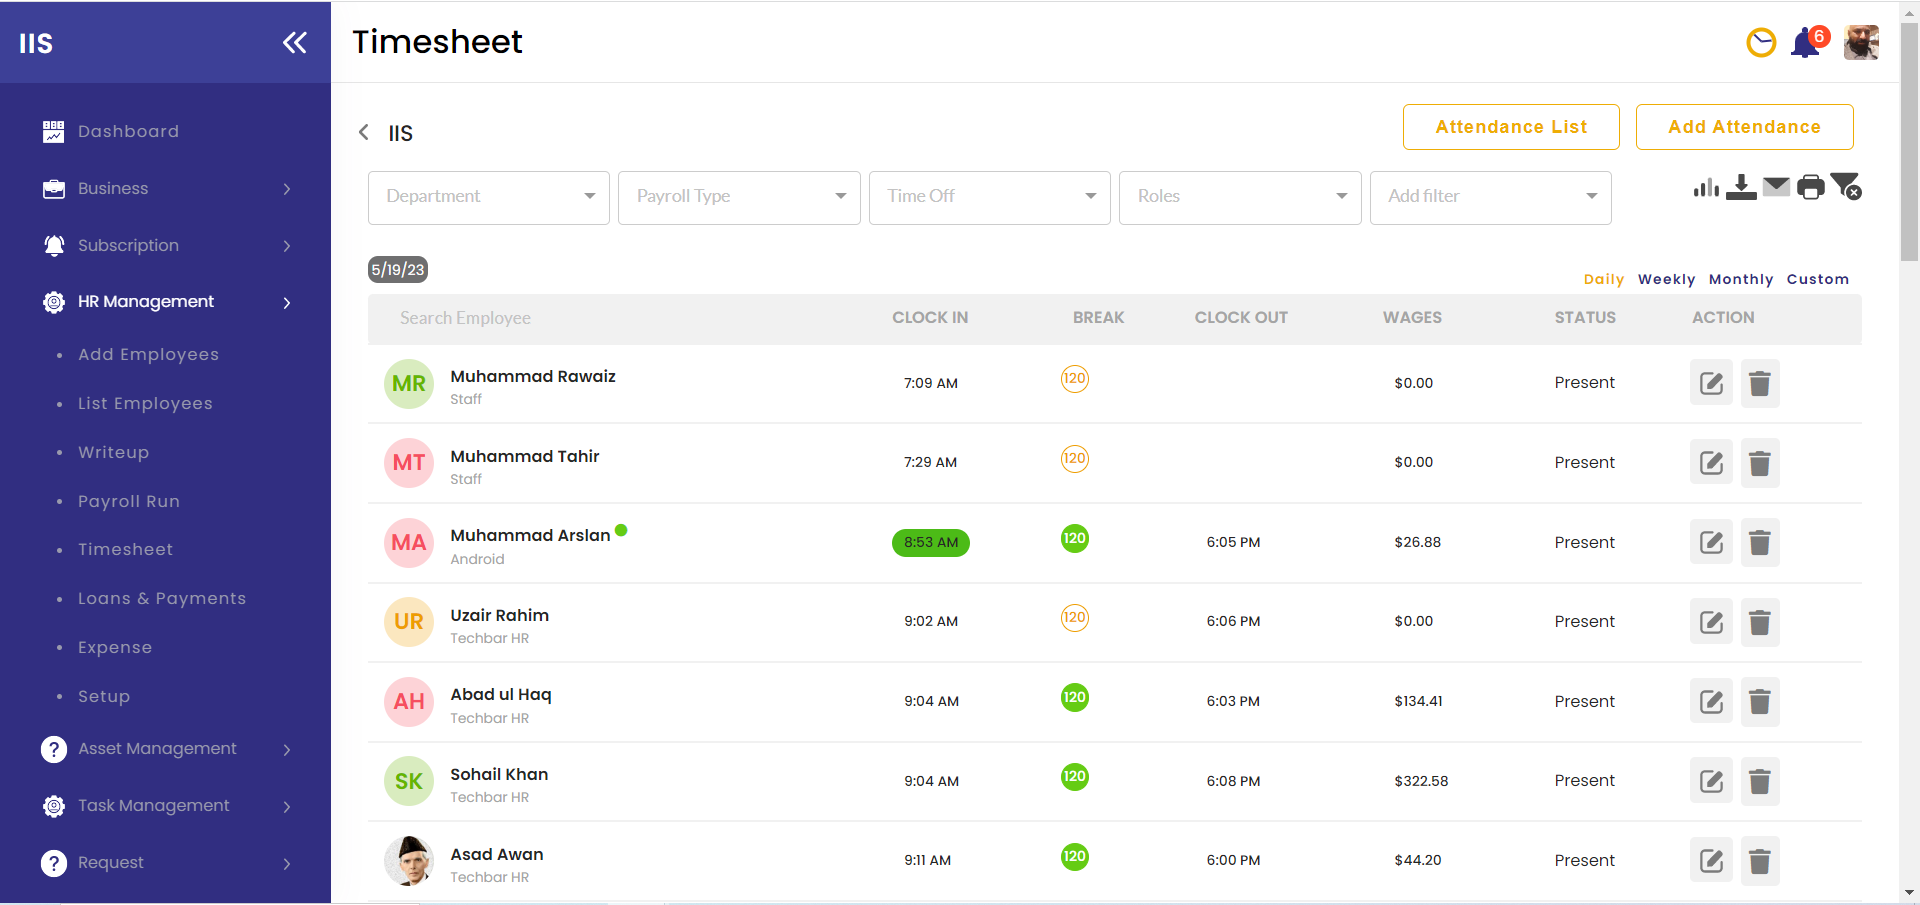 IIS
Timesheet
6
Dashboard
Business
Subscription
HR Management
Add Employees
List Employees
Writeup
Payroll Run
Timesheet
Loans & Payments
Expense
Setup
Asset Management
Task Management
Request
IIS
Attendance List
Add Attendance
Department
Payroll Type
Time Off
Roles
Add filter
5/19/23
Daily Weekly Monthly Custom
Search Employee CLOCK IN BREAK CLOCK OUT WAGES STATUS ACTION
MR Muhammad Rawaiz 7:09 AM 120 $0.00 Present
Staff
MT Muhammad Tahir 7:29 AM 120 $0.00 Present
Staff
MA Muhammad Arslan 8:53 AM 120 6:05 PM $26.88 Present
Android
UR Uzair Rahim 9:02 AM 120 6:06 PM $0.00 Present
Techbar HR
AH Abad ul Haq 9:04 AM 120 6:03 PM $134.41 Present
Techbar HR
SK Sohail Khan 9:04 AM 120 6:08 PM $322.58 Present
Techbar HR
Asad Awan 9:11 AM 120 6:00 PM $44.20 Present
Techbar HR